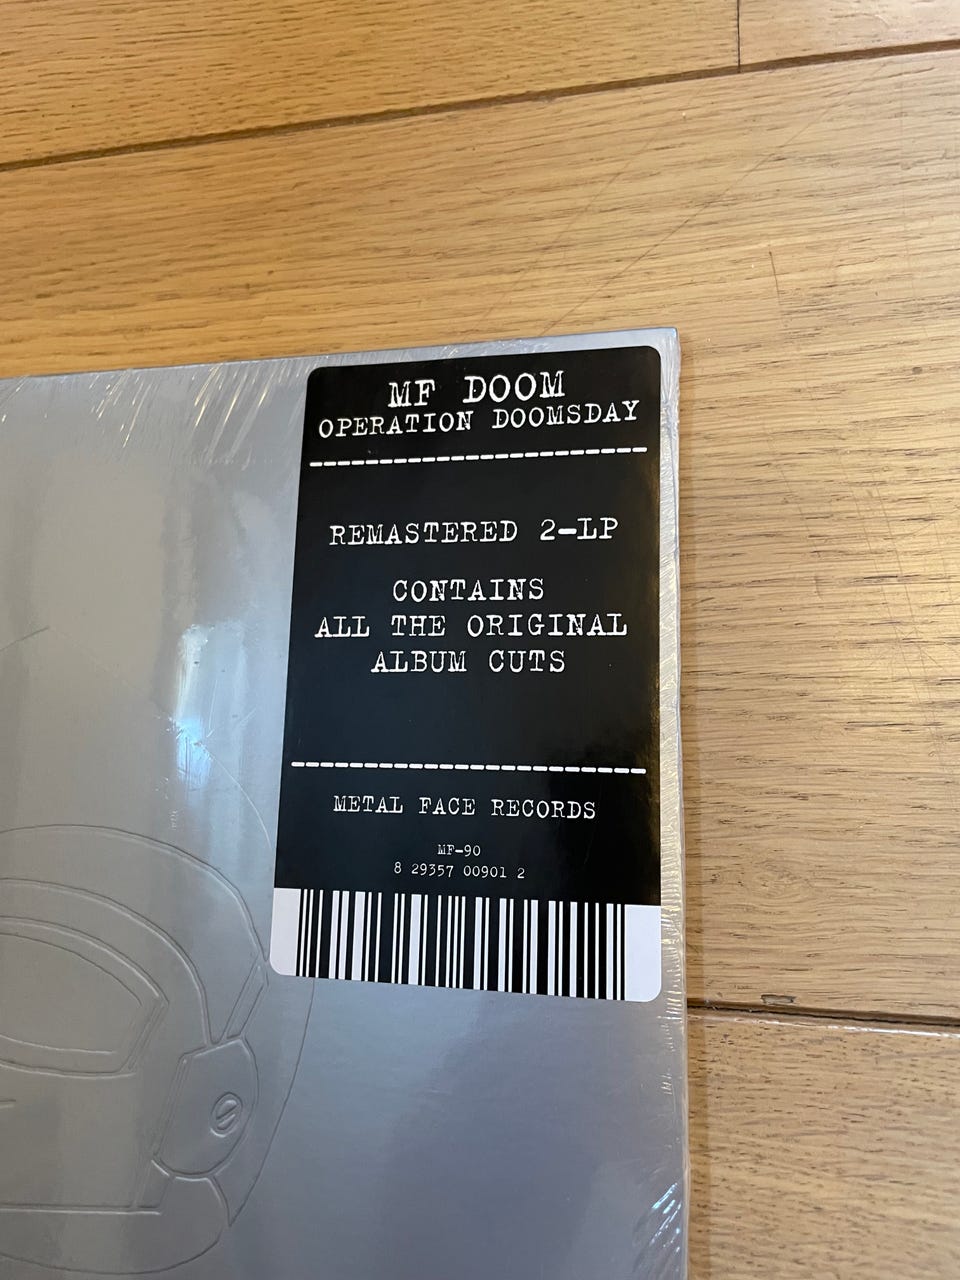 MF DOOM
OPERATION DOOMSDAY
REMASTERED 2-LP
CONTAINS
ALL THE ORIGINAL
ALBUM CUTS
METAL FACE RECORDS
MF-90
8 29357 00901 2